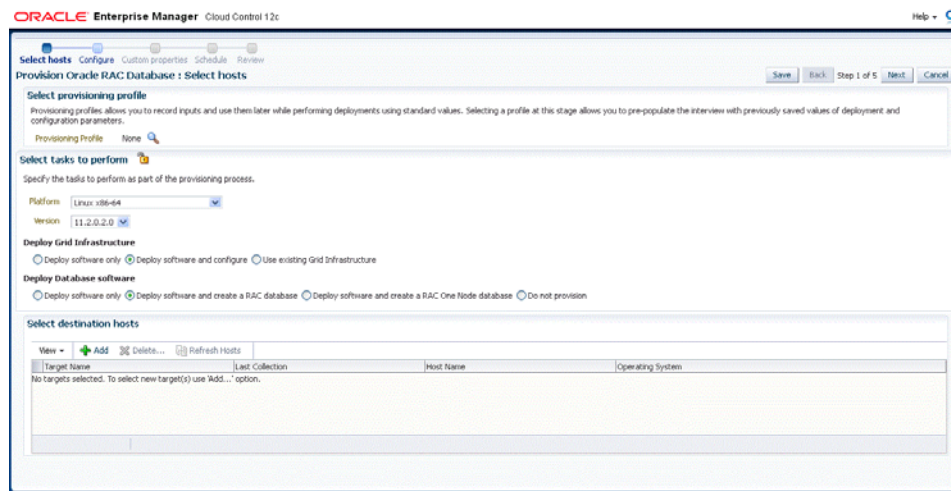 ORACLE Enterprise Manager Cloud Control 12c
Help
Select hosts Configure Custom properties Schedule Review
Provision Oracle RAC Database : Select hosts
Save Back Step 1 of 5 Next Cancel
Select provisioning profile
Provisioning profiles allows you to record inputs and use them later while performing deployments using standard values. Selecting a profile at this stage allows you to pre-populate the interview with previously saved values of deployment and
configuration parameters.
Provisioning Profile None
Select tasks to perform
Specify the tasks to perform as part of the provisioning process.
Platform Linux x86-64
Version 11.2.0.2.0
Deploy Grid Infrastructure
Deploy software only Deploy software and configure Use existing Grid Infrastructure
Deploy Database software
Deploy software only Deploy software and create a RAC database Deploy software and create a RAC One Node database Do not provision
Select destination hosts
View Add Delete... Refresh Hosts
Target Name Last Collection Host Name Operating System
No targets selected. To select new target(s) use 'Add...' option.